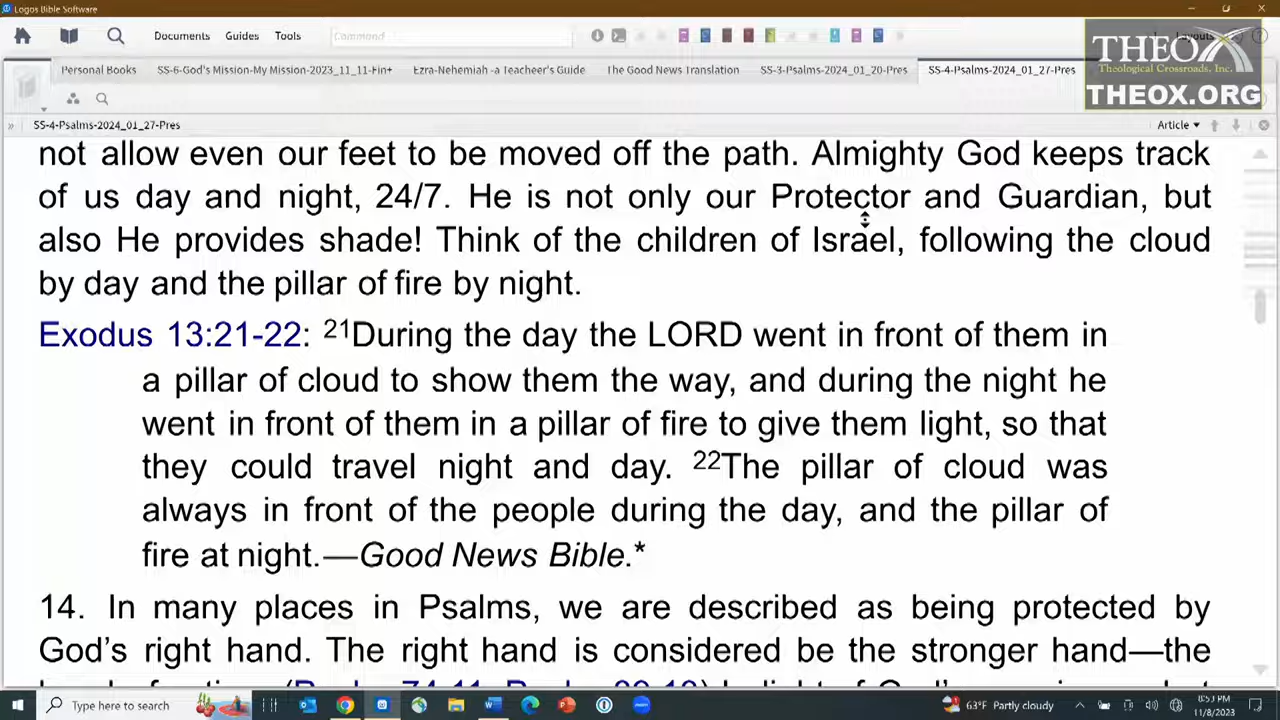 Logos Bible Software
Documents Guides Tools Command Layouts
THEOX
Theological Crossroads, Inc.
THEOX.ORG
Personal Books SS-6-God's Mission-My Mission-2023_11_11-Fin+ The Good News Translation SS-3-Psalms-2024_01_20-Pres SS-4-Psalms-2024_01_27-Pres
SS-4-Psalms-2024_01_27-Pres Article
not allow even our feet to be moved off the path. Almighty God keeps track
of us day and night, 24/7. He is not only our Protector and Guardian, but
also He provides shade! Think of the children of Israel, following the cloud
by day and the pillar of fire by night.
Exodus 13:21-22: 21During the day the LORD went in front of them in
a pillar of cloud to show them the way, and during the night he
went in front of them in a pillar of fire to give them light, so that
they could travel night and day. 22The pillar of cloud was
always in front of the people during the day, and the pillar of
fire at night.—Good News Bible.*
14. In many places in Psalms, we are described as being protected by
God's right hand. The right hand is considered be the stronger hand—the
Type here to search 63°F Partly cloudy 8:53 PM
11/8/2023